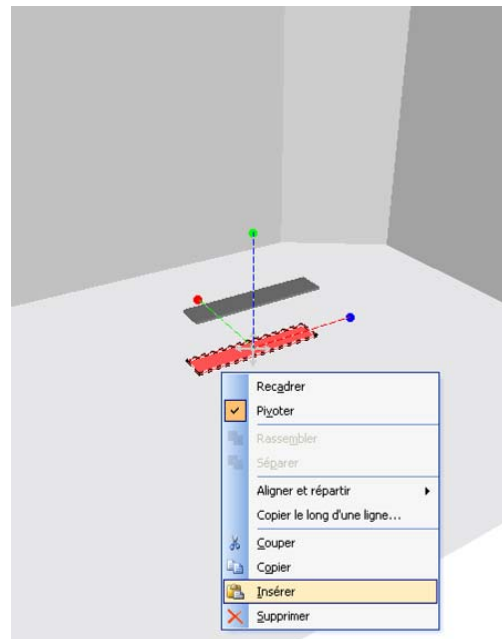 Recadrer
Pivoter
Rassembler
Séparer
Aligner et répartir
Copier le long d'une ligne...
Couper
Copier
Insérer
Supprimer